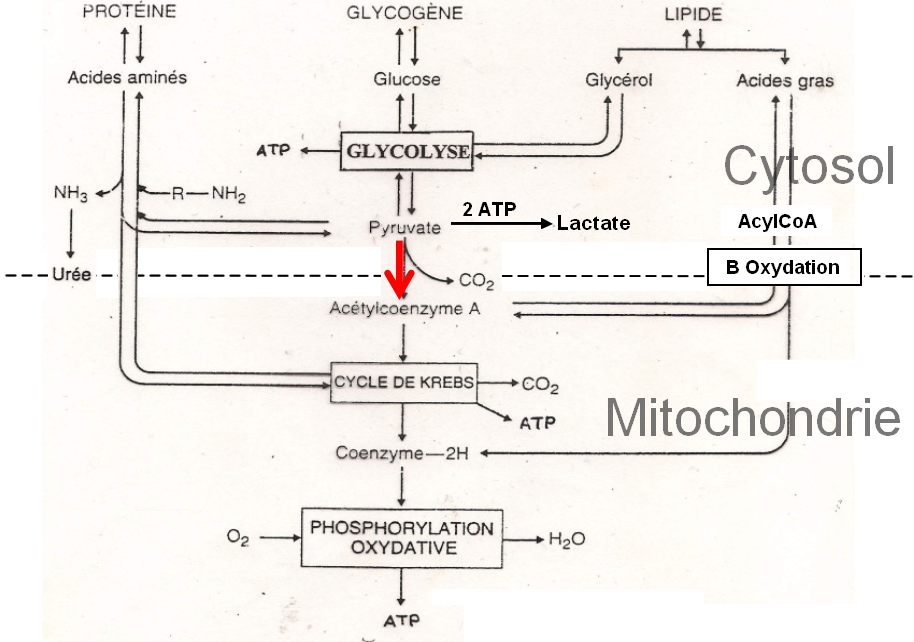 PROTÉINE
GLYCOGÈNE
LIPIDE
Acides aminés
Glucose
Glycérol
Acides gras
ATP
GLYCOLYSE
Cytosol
NH3
R—NH2
2 ATP
Pyruvate
Lactate
AcylCoA
Urée
CO2
B Oxydation
Acétylcoenzyme A
CYCLE DE KREBS
CO2
ATP
Mitochondrie
Coenzyme—2H
O2
PHOSPHORYLATION
OXYDATIVE
H2O
ATP